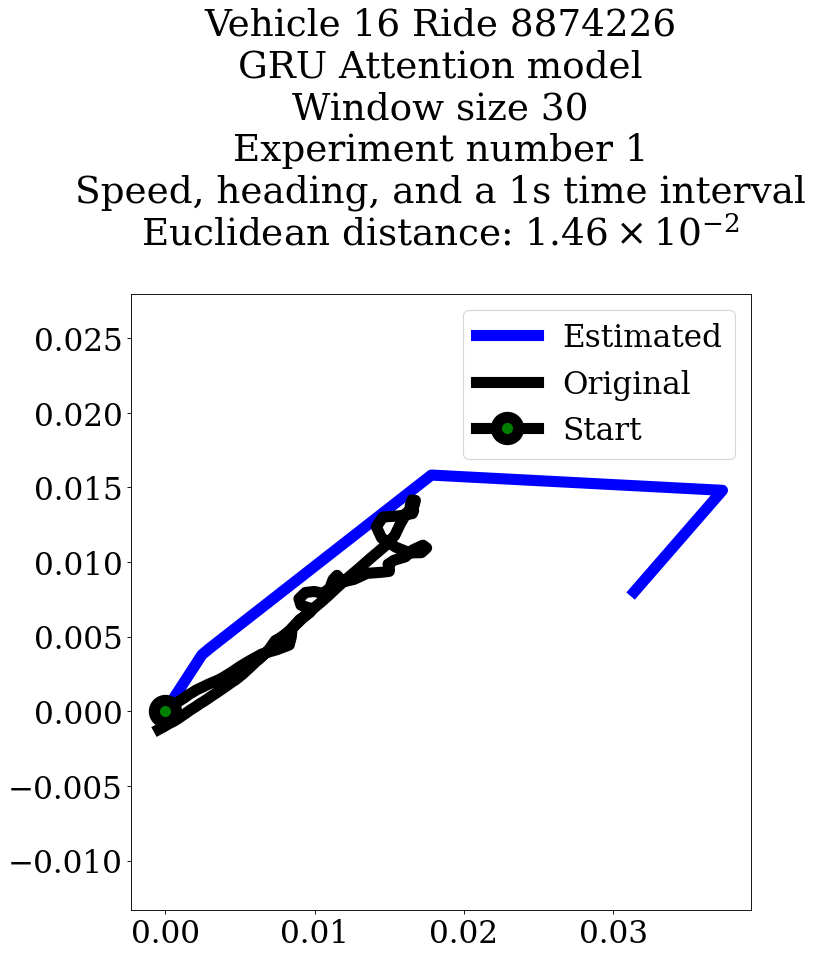 Vehicle 16 Ride 8874226
GRU Attention model
Window size 30
Experiment number 1
Speed, heading, and a 1s time interval
Euclidean distance: 1.46 × 10⁻²
Estimated
Original
Start
0.025
0.020
0.015
0.010
0.005
0.000
−0.005
−0.010
0.00 0.01 0.02 0.03